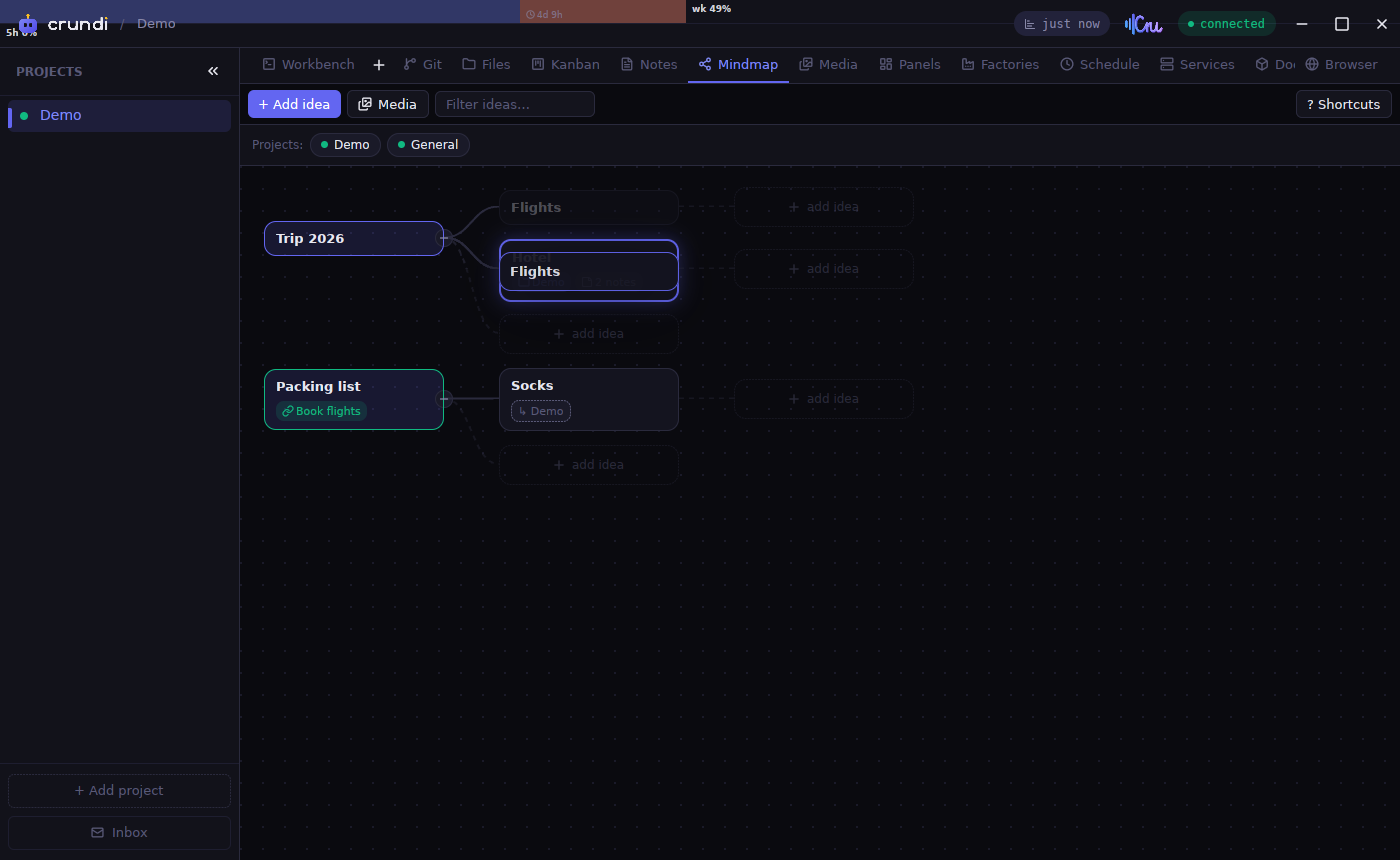 5h 6%
4d 9h
wk 49%
crundi / Demo
just now
Cru
connected
PROJECTS
Demo
+ Add project
Inbox
Workbench
Git
Files
Kanban
Notes
Mindmap
Media
Panels
Factories
Schedule
Services
Doc
Browser
+ Add idea
Media
Filter ideas...
? Shortcuts
Projects:
Demo
General
Flights
+ add idea
Trip 2026
Hotel
Flights
+ add idea
+ add idea
Packing list
Book flights
Socks
↳ Demo
+ add idea
+ add idea